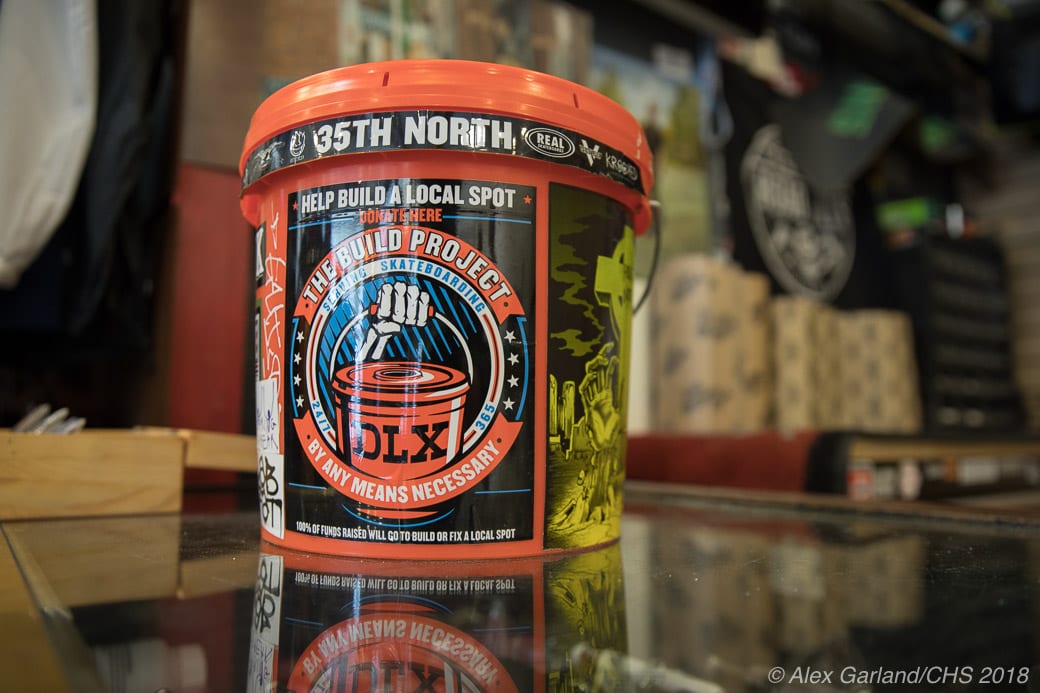 35TH NORTH
REAL
SKATEBOARDS
KROOKED
HELP BUILD A LOCAL SPOT
DONATE HERE
THE BUILD PROJECT
SERVING SKATEBOARDING
24/7
365
DLX
BY ANY MEANS NECESSARY
100% OF FUNDS RAISED WILL GO TO BUILD OR FIX A LOCAL SPOT
© Alex Garland/CHS 2018